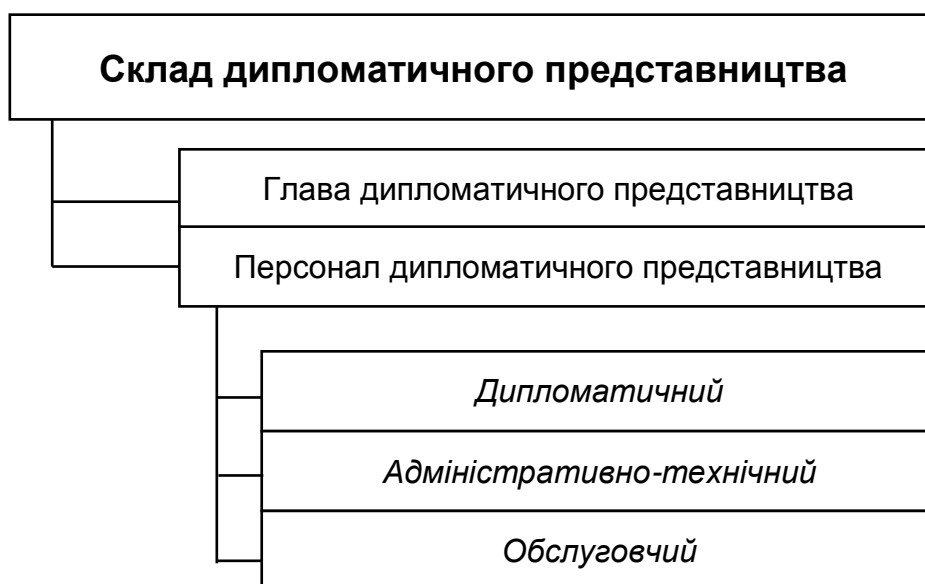 Склад дипломатичного представництва
Глава дипломатичного представництва
Персонал дипломатичного представництва
Дипломатичний
Адміністративно-технічний
Обслуговчий